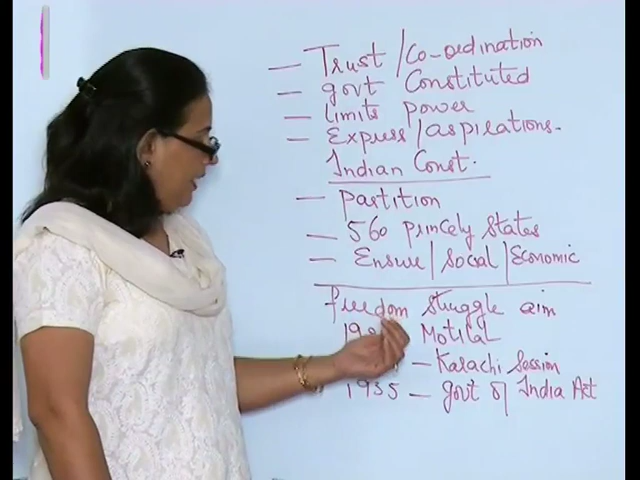 — Trust / Co-ordination
— govt Constituted
— limits power
— Express / aspirations.
Indian Const.
— Partition
— 560 princely states
— Ensure / Social / Economic
freedom struggle aim
Motilal
— Karachi Session
1935 — govt of India Act